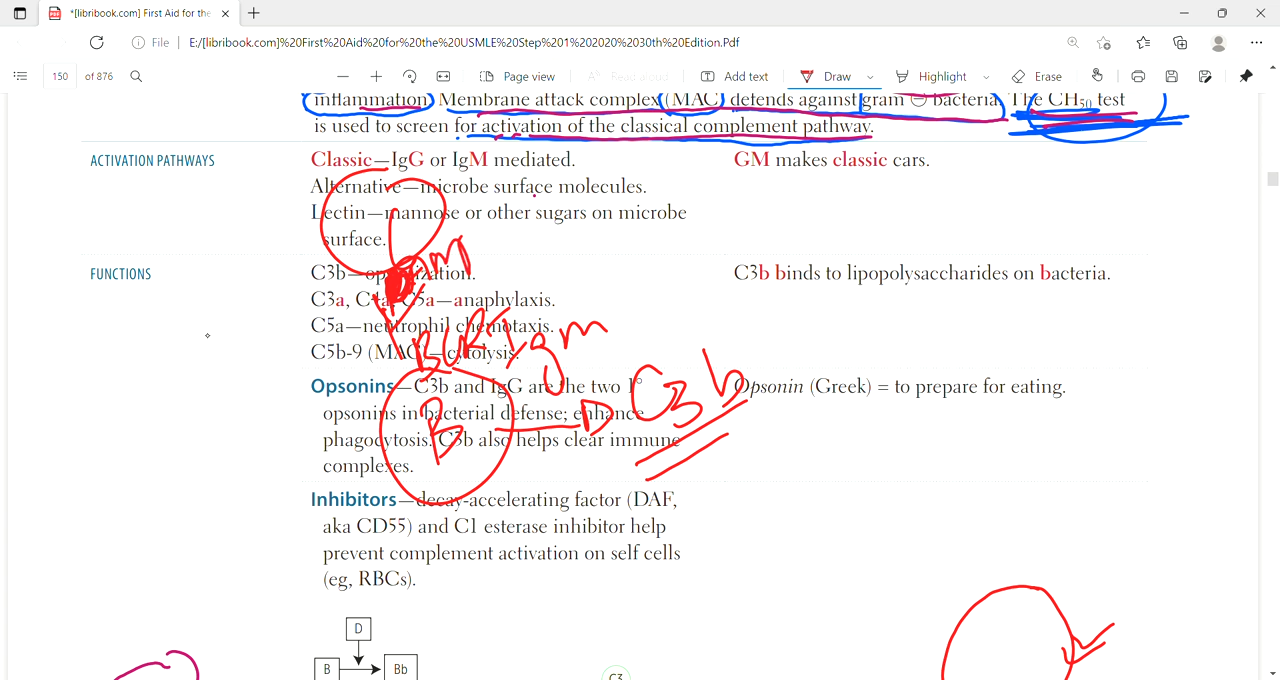 *[libribook.com] First Aid for the
File E:/[libribook.com]%20First%20Aid%20for%20the%20USMLE%20Step%201%202020%2030th%20Edition.Pdf
150 of 876 Page view Read aloud Add text Draw Highlight Erase
inflammation. Membrane attack complex (MAC) defends against gram ⊖ bacteria. The CH50 test
is used to screen for activation of the classical complement pathway.
ACTIVATION PATHWAYS
Classic—IgG or IgM mediated.
GM makes classic cars.
Alternative—microbe surface molecules.
Lectin—mannose or other sugars on microbe
surface.
FUNCTIONS
C3b—opsonization.
C3b binds to lipopolysaccharides on bacteria.
C3a, C4a, C5a—anaphylaxis.
C5a—neutrophil chemotaxis.
C5b-9 (MAC)—cytolysis.
Opsonins—C3b and IgG are the two 1°
opsonins in bacterial defense; enhance
phagocytosis. C3b also helps clear immune
complexes.
Opsonin (Greek) = to prepare for eating.
BCR-IgM
B
D
C3b
Inhibitors—decay-accelerating factor (DAF,
aka CD55) and C1 esterase inhibitor help
prevent complement activation on self cells
(eg, RBCs).
D
B Bb
C3